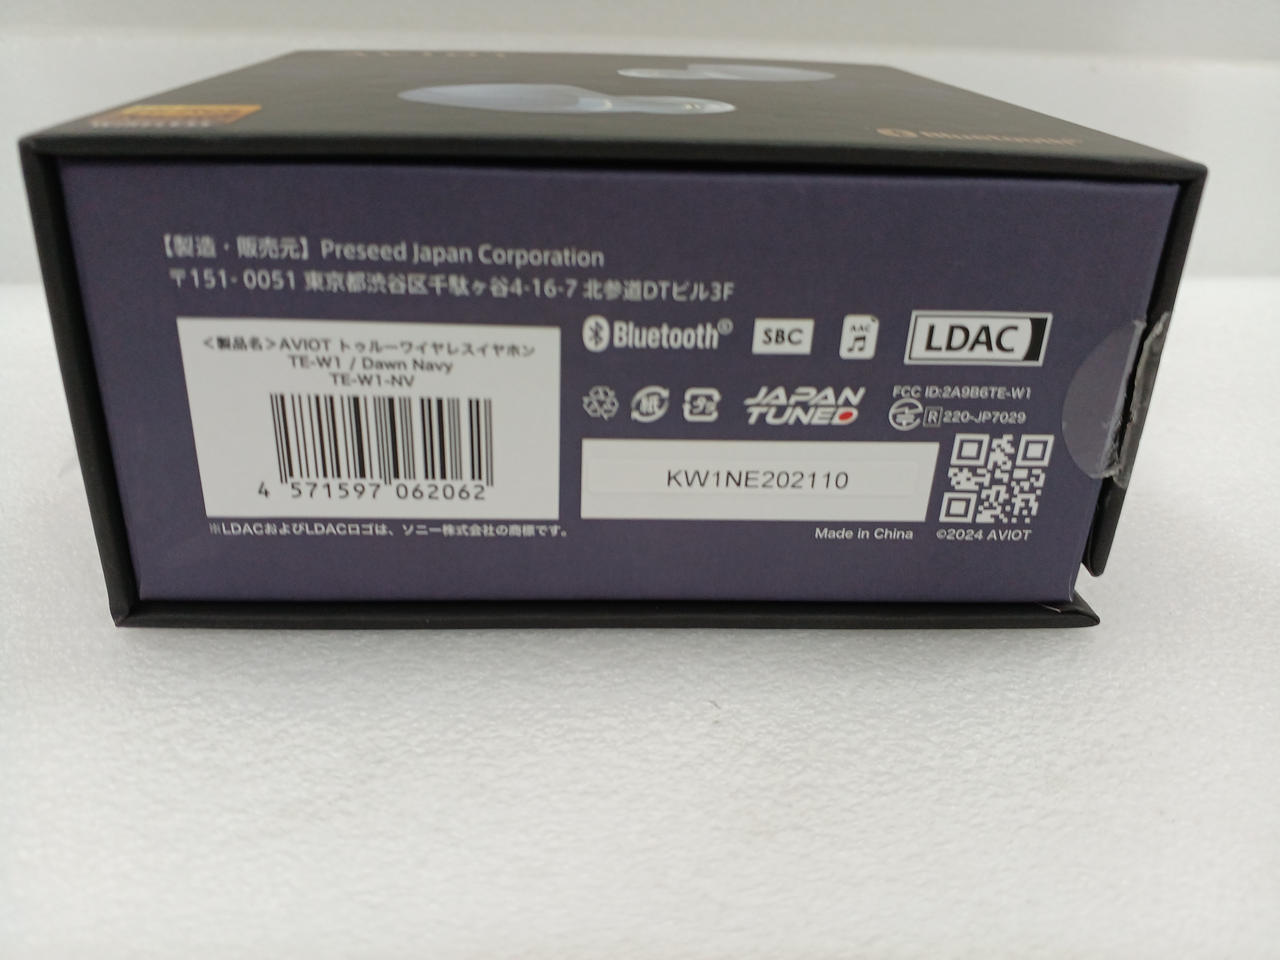 Bluetooth®
【製造・販売元】Preseed Japan Corporation
〒151-0051 東京都渋谷区千駄ヶ谷4-16-7 北参道DTビル3F
＜製品名＞AVIOT トゥルーワイヤレスイヤホン
TE-W1 / Dawn Navy
TE-W1-NV
4 571597 062062
※LDACおよびLDACロゴは、ソニー株式会社の商標です。
Bluetooth®
SBC
AAC
LDAC
紙
プラ
JAPAN
TUNED
FCC ID:2A9B6TE-W1
R 220-JP7029
KW1NE202110
Made in China
©2024 AVIOT